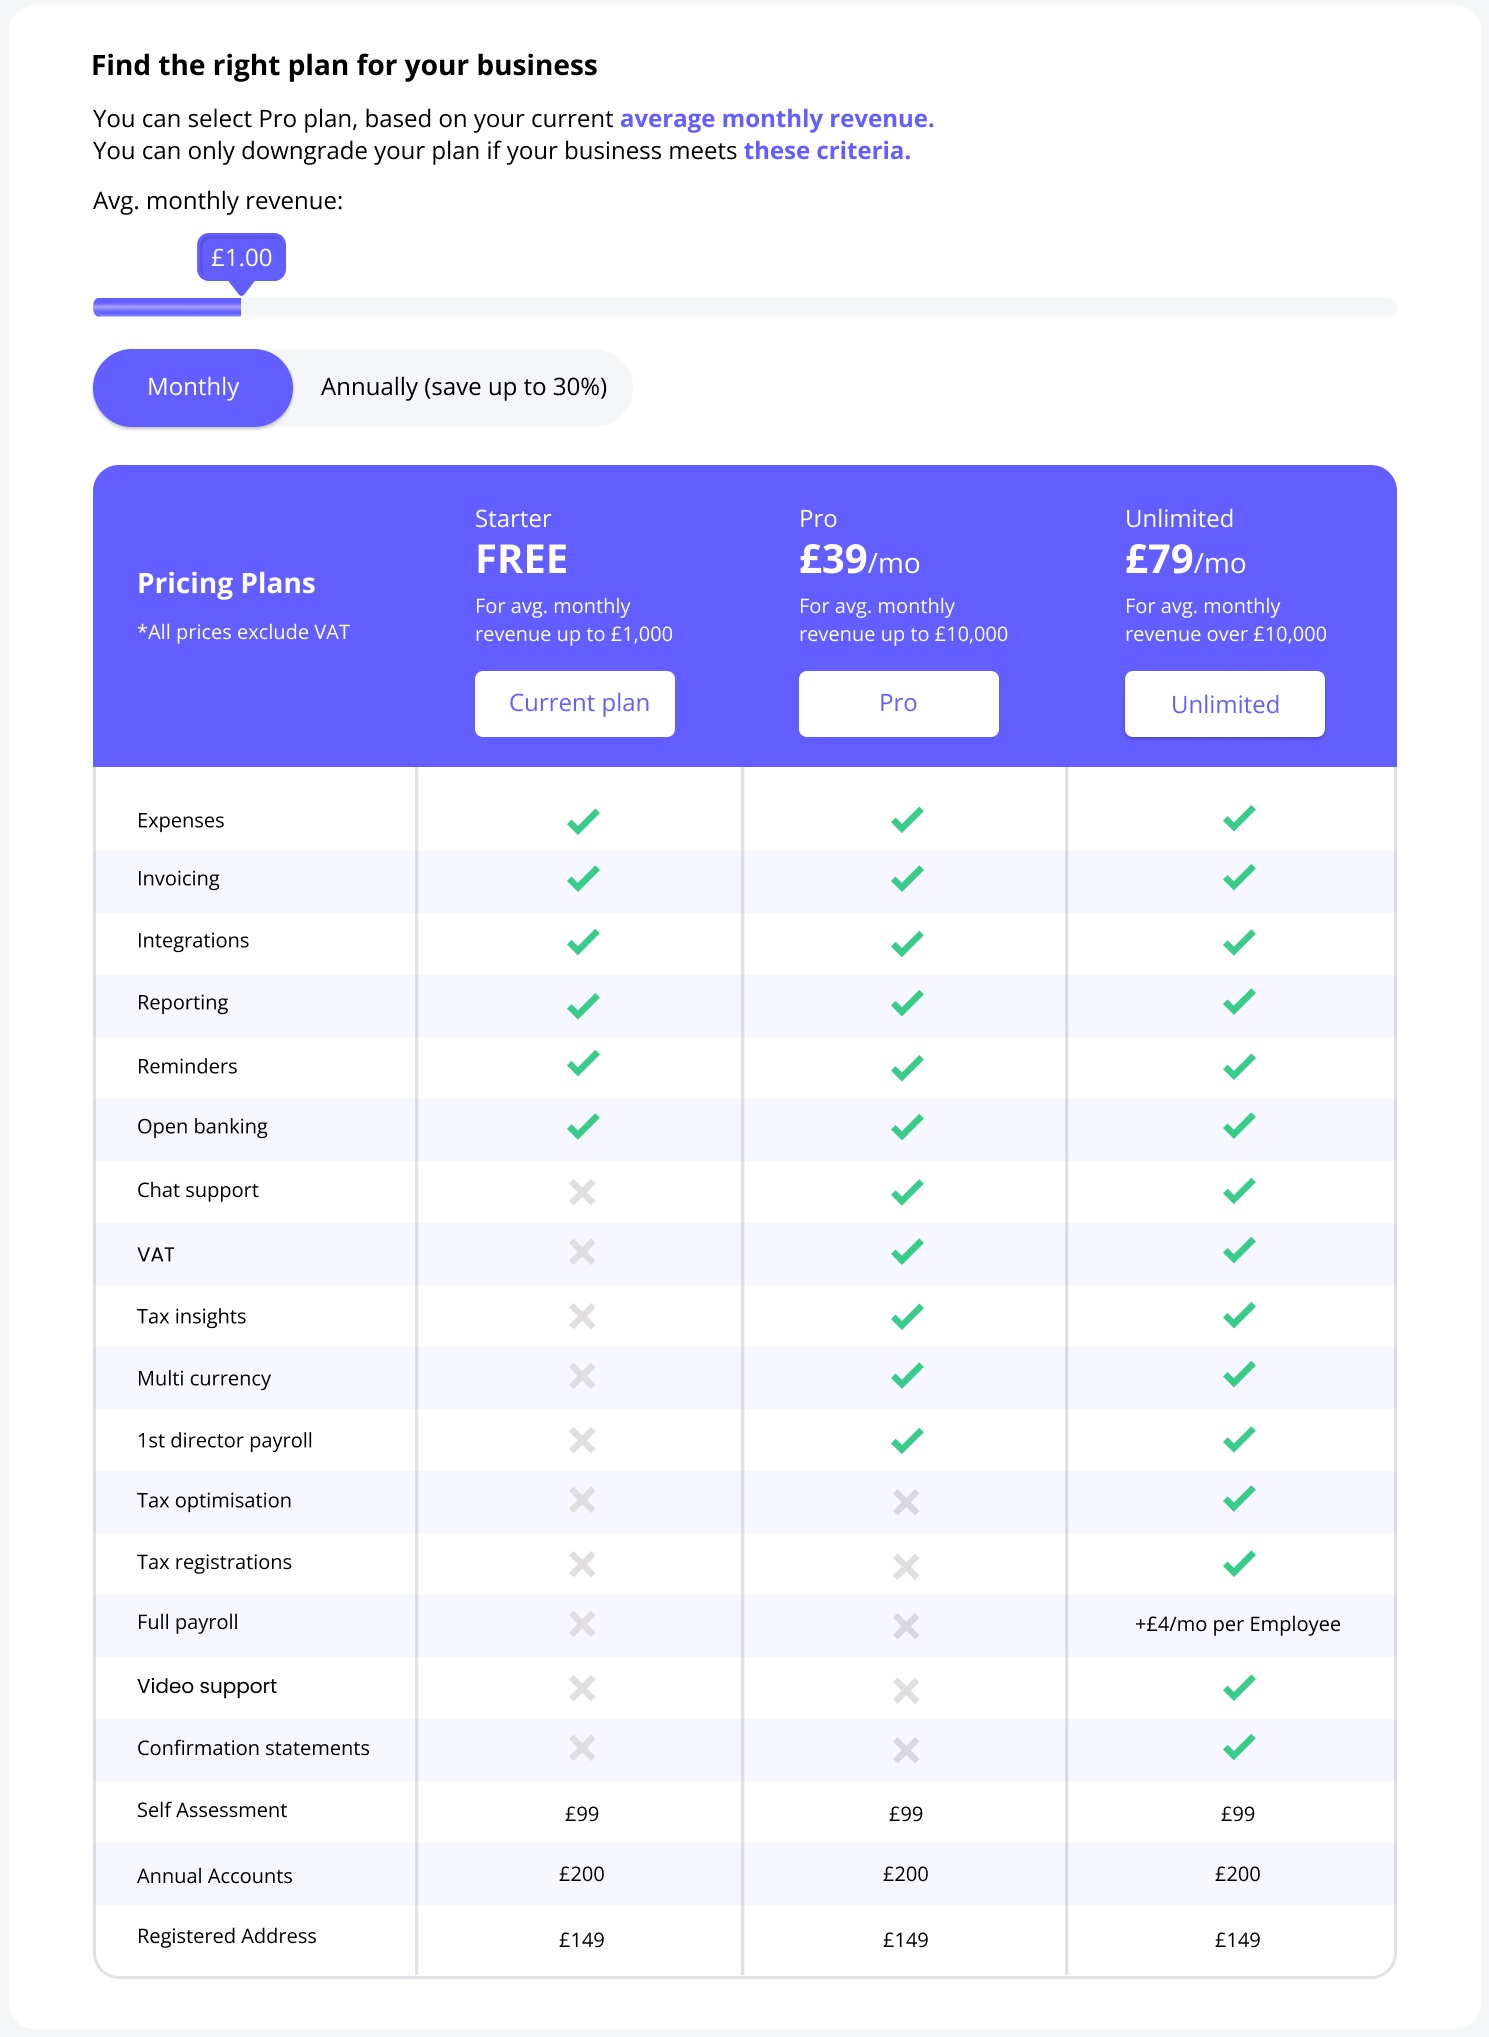 Find the right plan for your business
You can select Pro plan, based on your current average monthly revenue.
You can only downgrade your plan if your business meets these criteria.
Avg. monthly revenue:
£1.00
Monthly
Annually (save up to 30%)
Pricing Plans
*All prices exclude VAT
Starter
FREE
For avg. monthly
revenue up to £1,000
Current plan
Pro
£39/mo
For avg. monthly
revenue up to £10,000
Pro
Unlimited
£79/mo
For avg. monthly
revenue over £10,000
Unlimited
Expenses
Invoicing
Integrations
Reporting
Reminders
Open banking
Chat support
VAT
Tax insights
Multi currency
1st director payroll
Tax optimisation
Tax registrations
Full payroll +£4/mo per Employee
Video support
Confirmation statements
Self Assessment £99 £99 £99
Annual Accounts £200 £200 £200
Registered Address £149 £149 £149